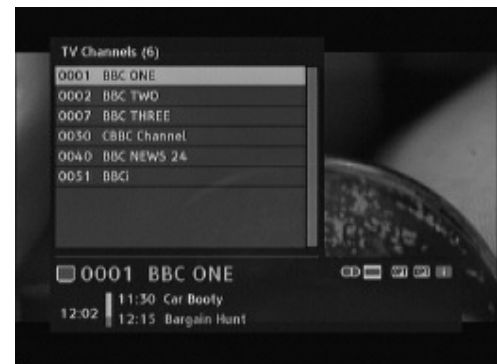 TV Channels (6)
0001 BBC ONE
0002 BBC TWO
0007 BBC THREE
0030 CBBC Channel
0040 BBC NEWS 24
0051 BBCi
0001 BBC ONE
11:30 Car Booty
12:02
12:15 Bargain Hunt